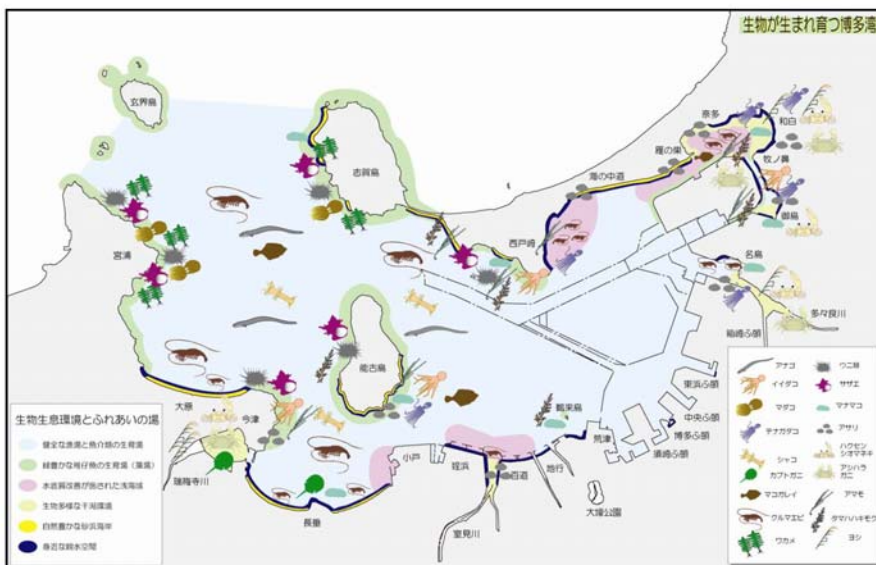 生物が生まれ育つ博多湾
玄界島
志賀島
奈多
和白
雁の巣
牧ノ鼻
海の中道
御島
西戸崎
宮浦
名島
多々良川
箱崎ふ頭
能古島
東浜ふ頭
中央ふ頭
博多ふ頭
須崎ふ頭
荒津
鵜来島
大原
今津
小戸
姪浜
百道
地行
瑞梅寺川
長垂
室見川
大濠公園
生物生息環境とふれあいの場
健全な漁場と魚介類の生育場
緑豊かな稚仔魚の生育場(藻場)
水底質改善が施された浅海域
生物多様な干潟環境
自然豊かな砂浜海岸
身近な親水空間
アナゴ
ウニ類
イイダコ
サザエ
マダコ
マナマコ
テナガダコ
アサリ
シャコ
ハクセン
シオマネキ
カブトガニ
アシハラ
ガニ
マコガレイ
アマモ
クルマエビ
タマハハキモク
ワカメ
ヨシ